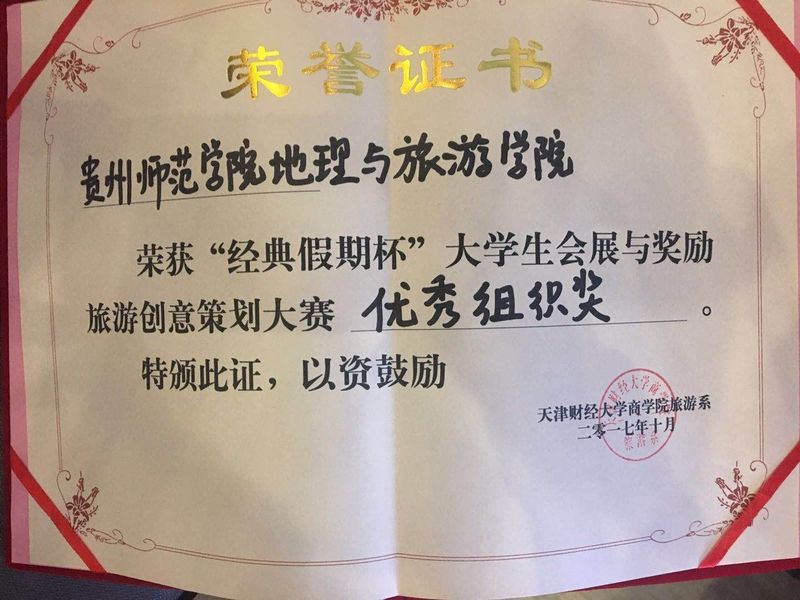 荣誉证书
贵州师范学院地理与旅游学院
荣获“经典假期杯”大学生会展与奖励
旅游创意策划大赛 优秀组织奖 。
特颁此证，以资鼓励
天津财经大学商学院旅游系
二零一七年十月